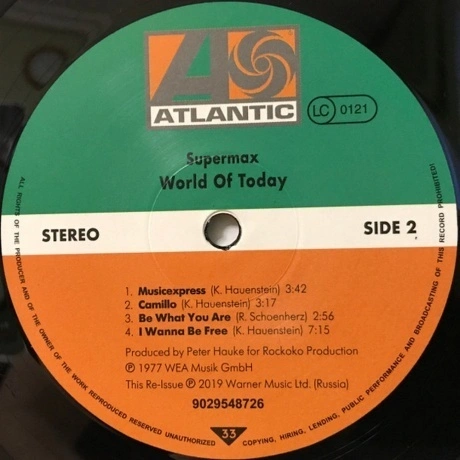 ATLANTIC
LC 0121
Supermax
World Of Today
STEREO
SIDE 2
1. Musicexpress (K. Hauenstein) 3:42
2. Camillo (K. Hauenstein) 3:17
3. Be What You Are (R. Schoenherz) 2:56
4. I Wanna Be Free (K. Hauenstein) 7:15
Produced by Peter Hauke for Rockoko Production
℗ 1977 WEA Musik GmbH
This Re-Issue ℗ 2019 Warner Music Ltd. (Russia)
9029548726
33
ALL RIGHTS OF THE PRODUCER AND OF THE OWNER OF THE WORK REPRODUCED RESERVED UNAUTHORIZED COPYING, HIRING, LENDING, PUBLIC PERFORMANCE AND BROADCASTING OF THIS RECORD PROHIBITED!